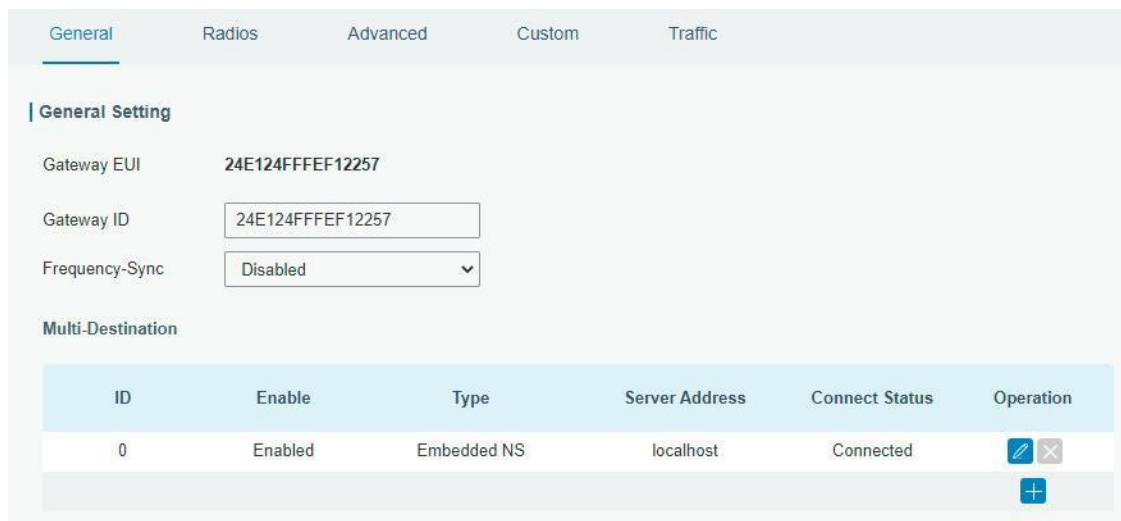 General Radios Advanced Custom Traffic
General Setting
Gateway EUI 24E124FFFEF12257
Gateway ID 24E124FFFEF12257
Frequency-Sync Disabled
Multi-Destination
ID Enable Type Server Address Connect Status Operation
0 Enabled Embedded NS localhost Connected